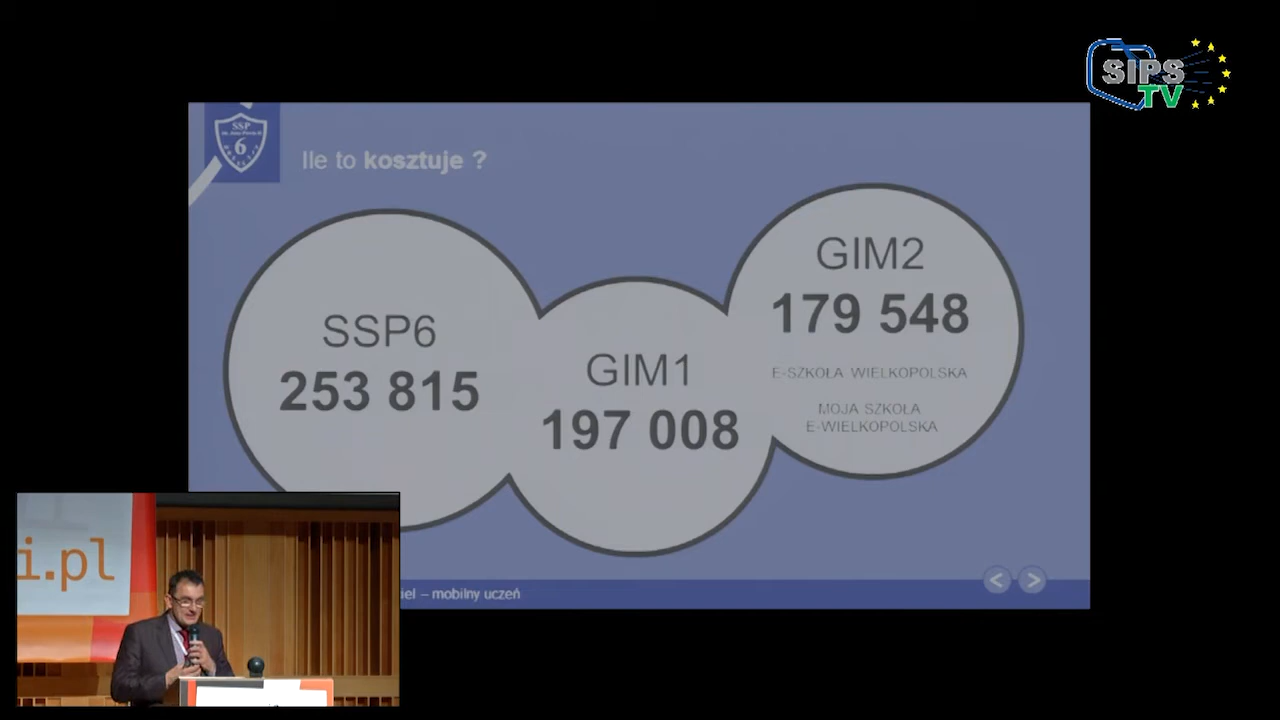 SIPS
TV
SSP
6
Ile to kosztuje ?
GIM2
179 548
E-SZKOŁA WIELKOPOLSKA
MOJA SZKOŁA
E-WIELKOPOLSKA
SSP6
253 815
GIM1
197 008
– mobilny uczeń
< >
i.pl